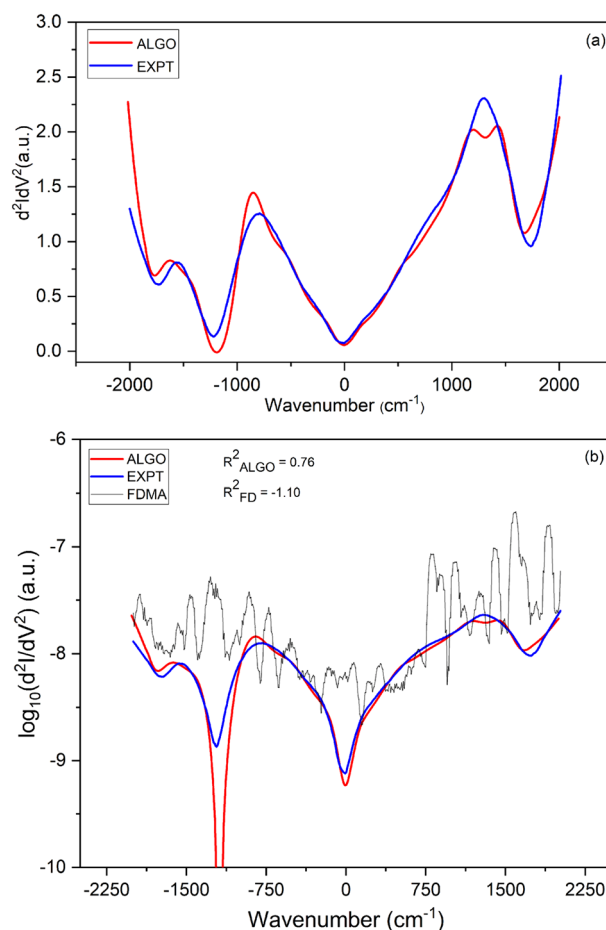 3.0
ALGO
EXPT
(a)
2.5
2.0
1.5
1.0
0.5
0.0
d²IdV²(a.u.)
-2000 -1000 0 1000 2000
Wavenumber (cm⁻¹)
-6
ALGO
EXPT
FDMA
R²ALGO = 0.76
R²FD = -1.10
(b)
-7
-8
-9
-10
log₁₀(d²I/dV²) (a.u.)
-2250 -1500 -750 0 750 1500 2250
Wavenumber (cm⁻¹)